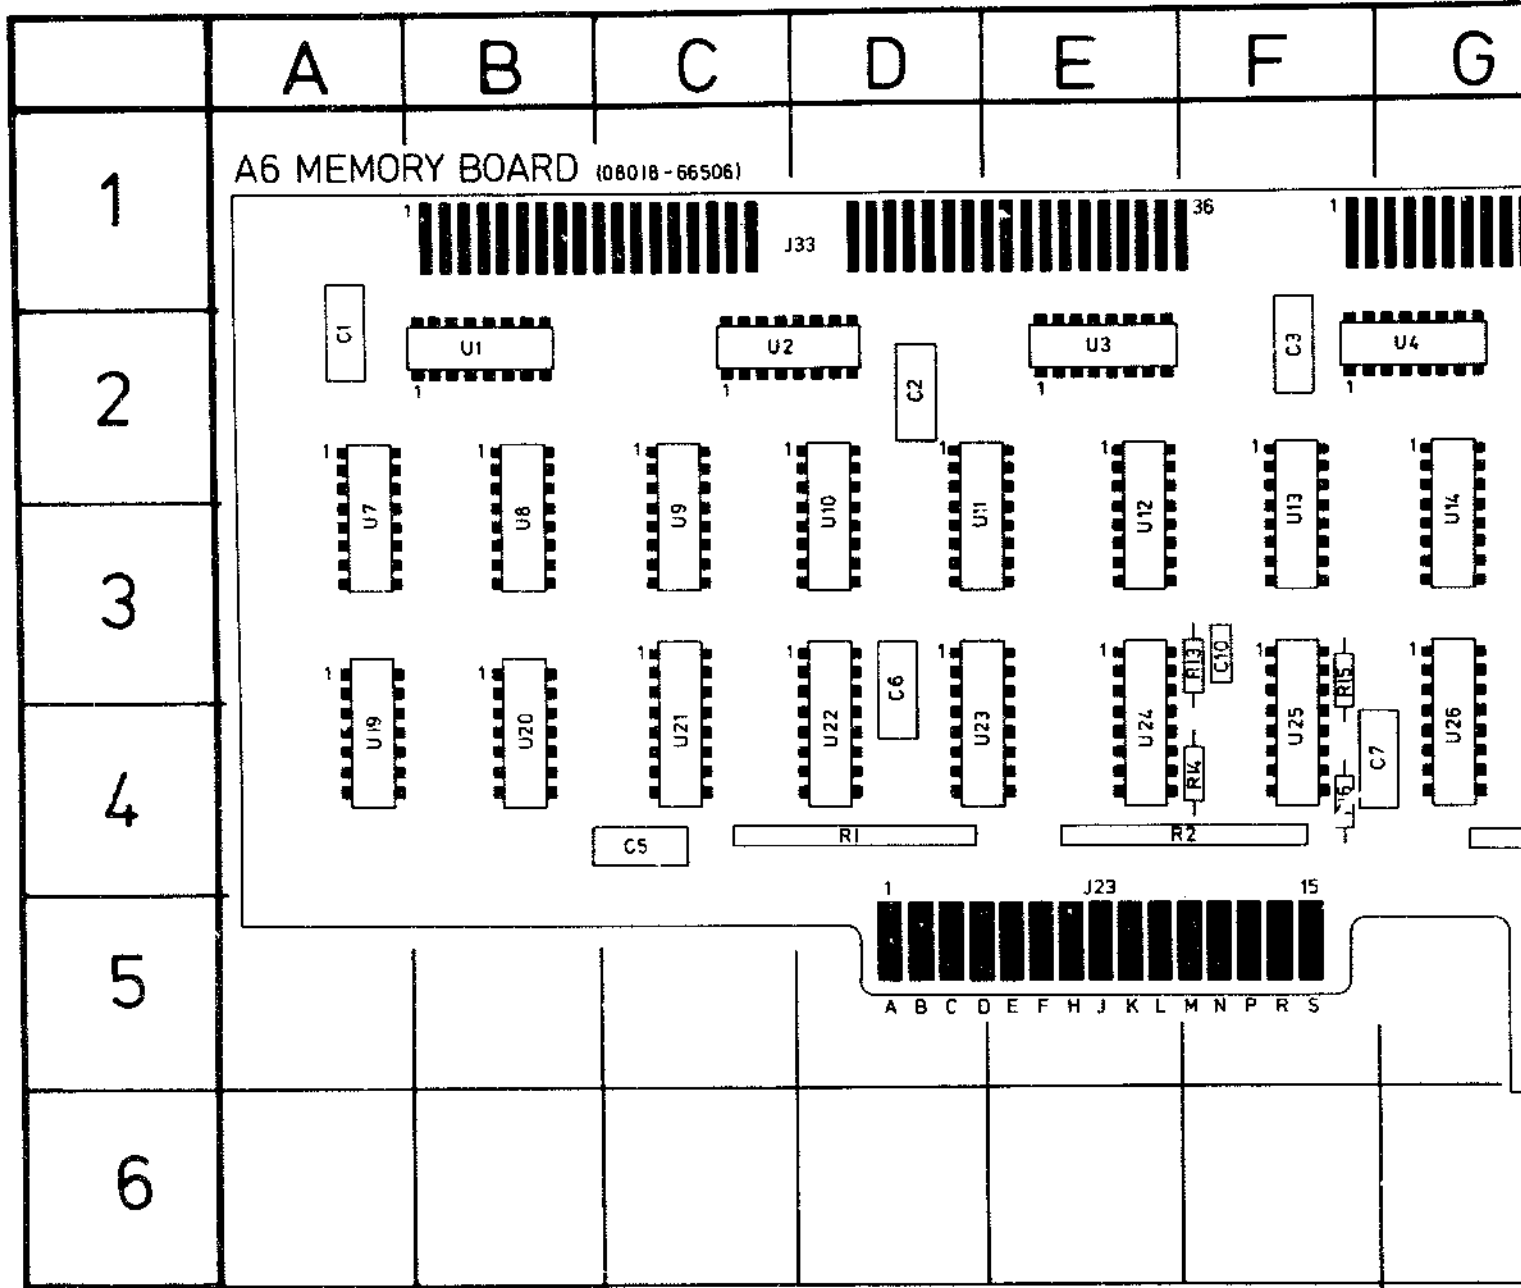 A B C D E F G
1
A6 MEMORY BOARD (08018-66506)
1 J33 36 1
C1 U1 U2 C2 U3 C3 U4
1 1 1 1
2
1 1 1 1 1 1 1 1
U7 U8 U9 U10 U11 U12 U13 U14
3
1 1 1 1 1 1 1 1
R13 C10 R15
C6
U19 U20 U21 U22 U23 U24 U25 U26
C7
R14
4
C5 R1 R2
1 J23 15
5
A B C D E F H J K L M N P R S
6